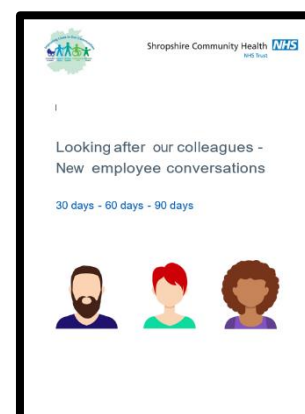 Shropshire Community Health NHS
NHS Trust
Looking after our colleagues -
New employee conversations
30 days - 60 days - 90 days